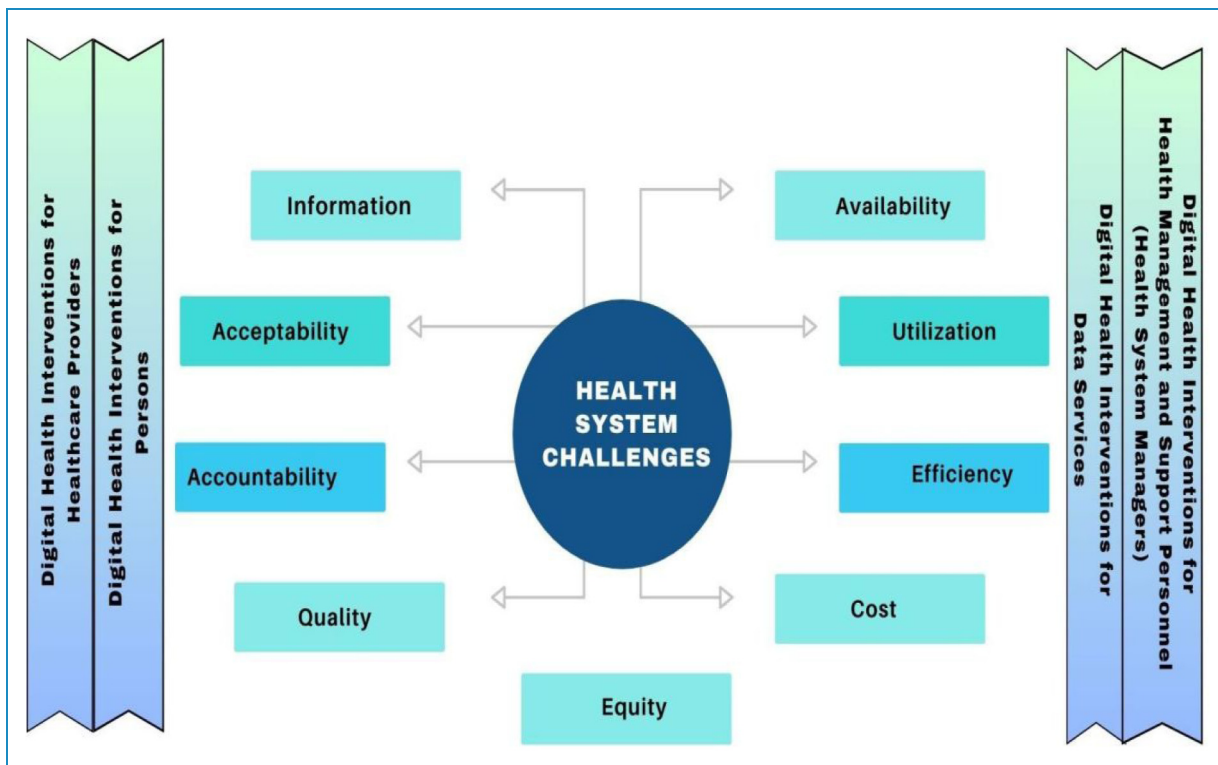 Digital Health Interventions for
Healthcare Providers
Digital Health Interventions for
Persons
Information
Availability
Acceptability
Utilization
HEALTH
SYSTEM
CHALLENGES
Accountability
Efficiency
Quality
Cost
Equity
Digital Health Interventions for
Data Services
Digital Health Interventions for
Health Management and Support Personnel
(Health System Managers)